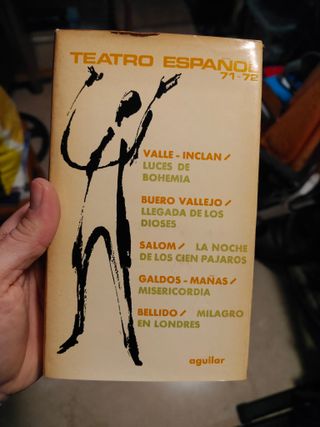 TEATRO ESPAÑOL
71-72
VALLE-INCLAN/
LUCES DE
BOHEMIA
BUERO VALLEJO/
LLEGADA DE LOS
DIOSES
SALOM/ LA NOCHE
DE LOS CIEN PAJAROS
GALDOS-MAÑAS/
MISERICORDIA
BELLIDO/ MILAGRO
EN LONDRES
aguilar